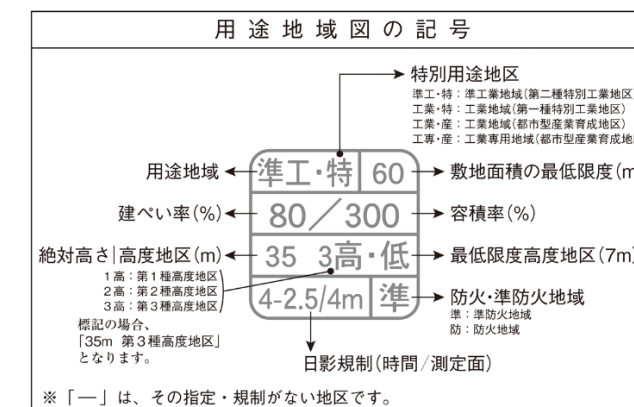 用途地域図の記号
特別用途地区
準工・特：準工業地域(第二種特別工業地区)
工業・特：工業地域(第一種特別工業地区)
工業・産：工業地域(都市型産業育成地区)
工専・産：工業専用地域(都市型産業育成地
用途地域
準工・特
60
敷地面積の最低限度(m
建ぺい率(%)
80／300
容積率(%)
絶対高さ|高度地区(m)
35 3高・低
最低限度高度地区(7m)
1高：第1種高度地区
2高：第2種高度地区
3高：第3種高度地区
標記の場合、
「35m 第3種高度地区」
となります。
4-2.5/4m
準
防火・準防火地域
準：準防火地域
防：防火地域
日影規制(時間/測定面)
※「—」は、その指定・規制がない地区です。